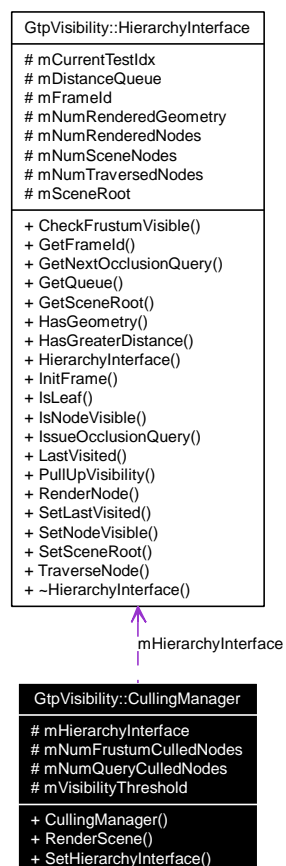 GtpVisibility::HierarchyInterface
# mCurrentTestIdx
# mDistanceQueue
# mFrameId
# mNumRenderedGeometry
# mNumRenderedNodes
# mNumSceneNodes
# mNumTraversedNodes
# mSceneRoot
+ CheckFrustumVisible()
+ GetFrameId()
+ GetNextOcclusionQuery()
+ GetQueue()
+ GetSceneRoot()
+ HasGeometry()
+ HasGreaterDistance()
+ HierarchyInterface()
+ InitFrame()
+ IsLeaf()
+ IsNodeVisible()
+ IssueOcclusionQuery()
+ LastVisited()
+ PullUpVisibility()
+ RenderNode()
+ SetLastVisited()
+ SetNodeVisible()
+ SetSceneRoot()
+ TraverseNode()
+ ~HierarchyInterface()
mHierarchyInterface
GtpVisibility::CullingManager
# mHierarchyInterface
# mNumFrustumCulledNodes
# mNumQueryCulledNodes
# mVisibilityThreshold
+ CullingManager()
+ RenderScene()
+ SetHierarchyInterface()